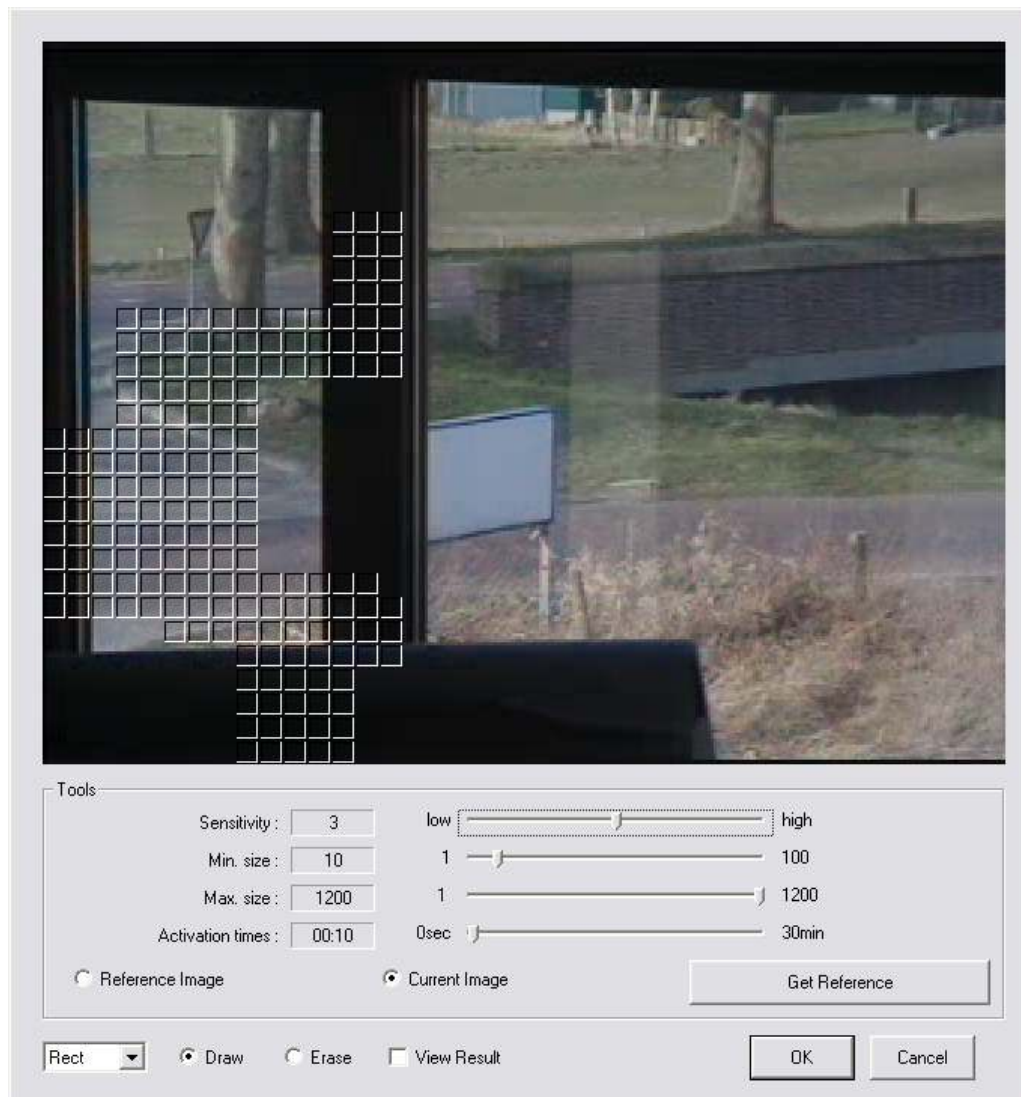 Tools
Sensitivity : 3 low high
Min. size : 10 1 100
Max. size : 1200 1 1200
Activation times : 00:10 0sec 30min
Reference Image Current Image Get Reference
Rect Draw Erase View Result OK Cancel